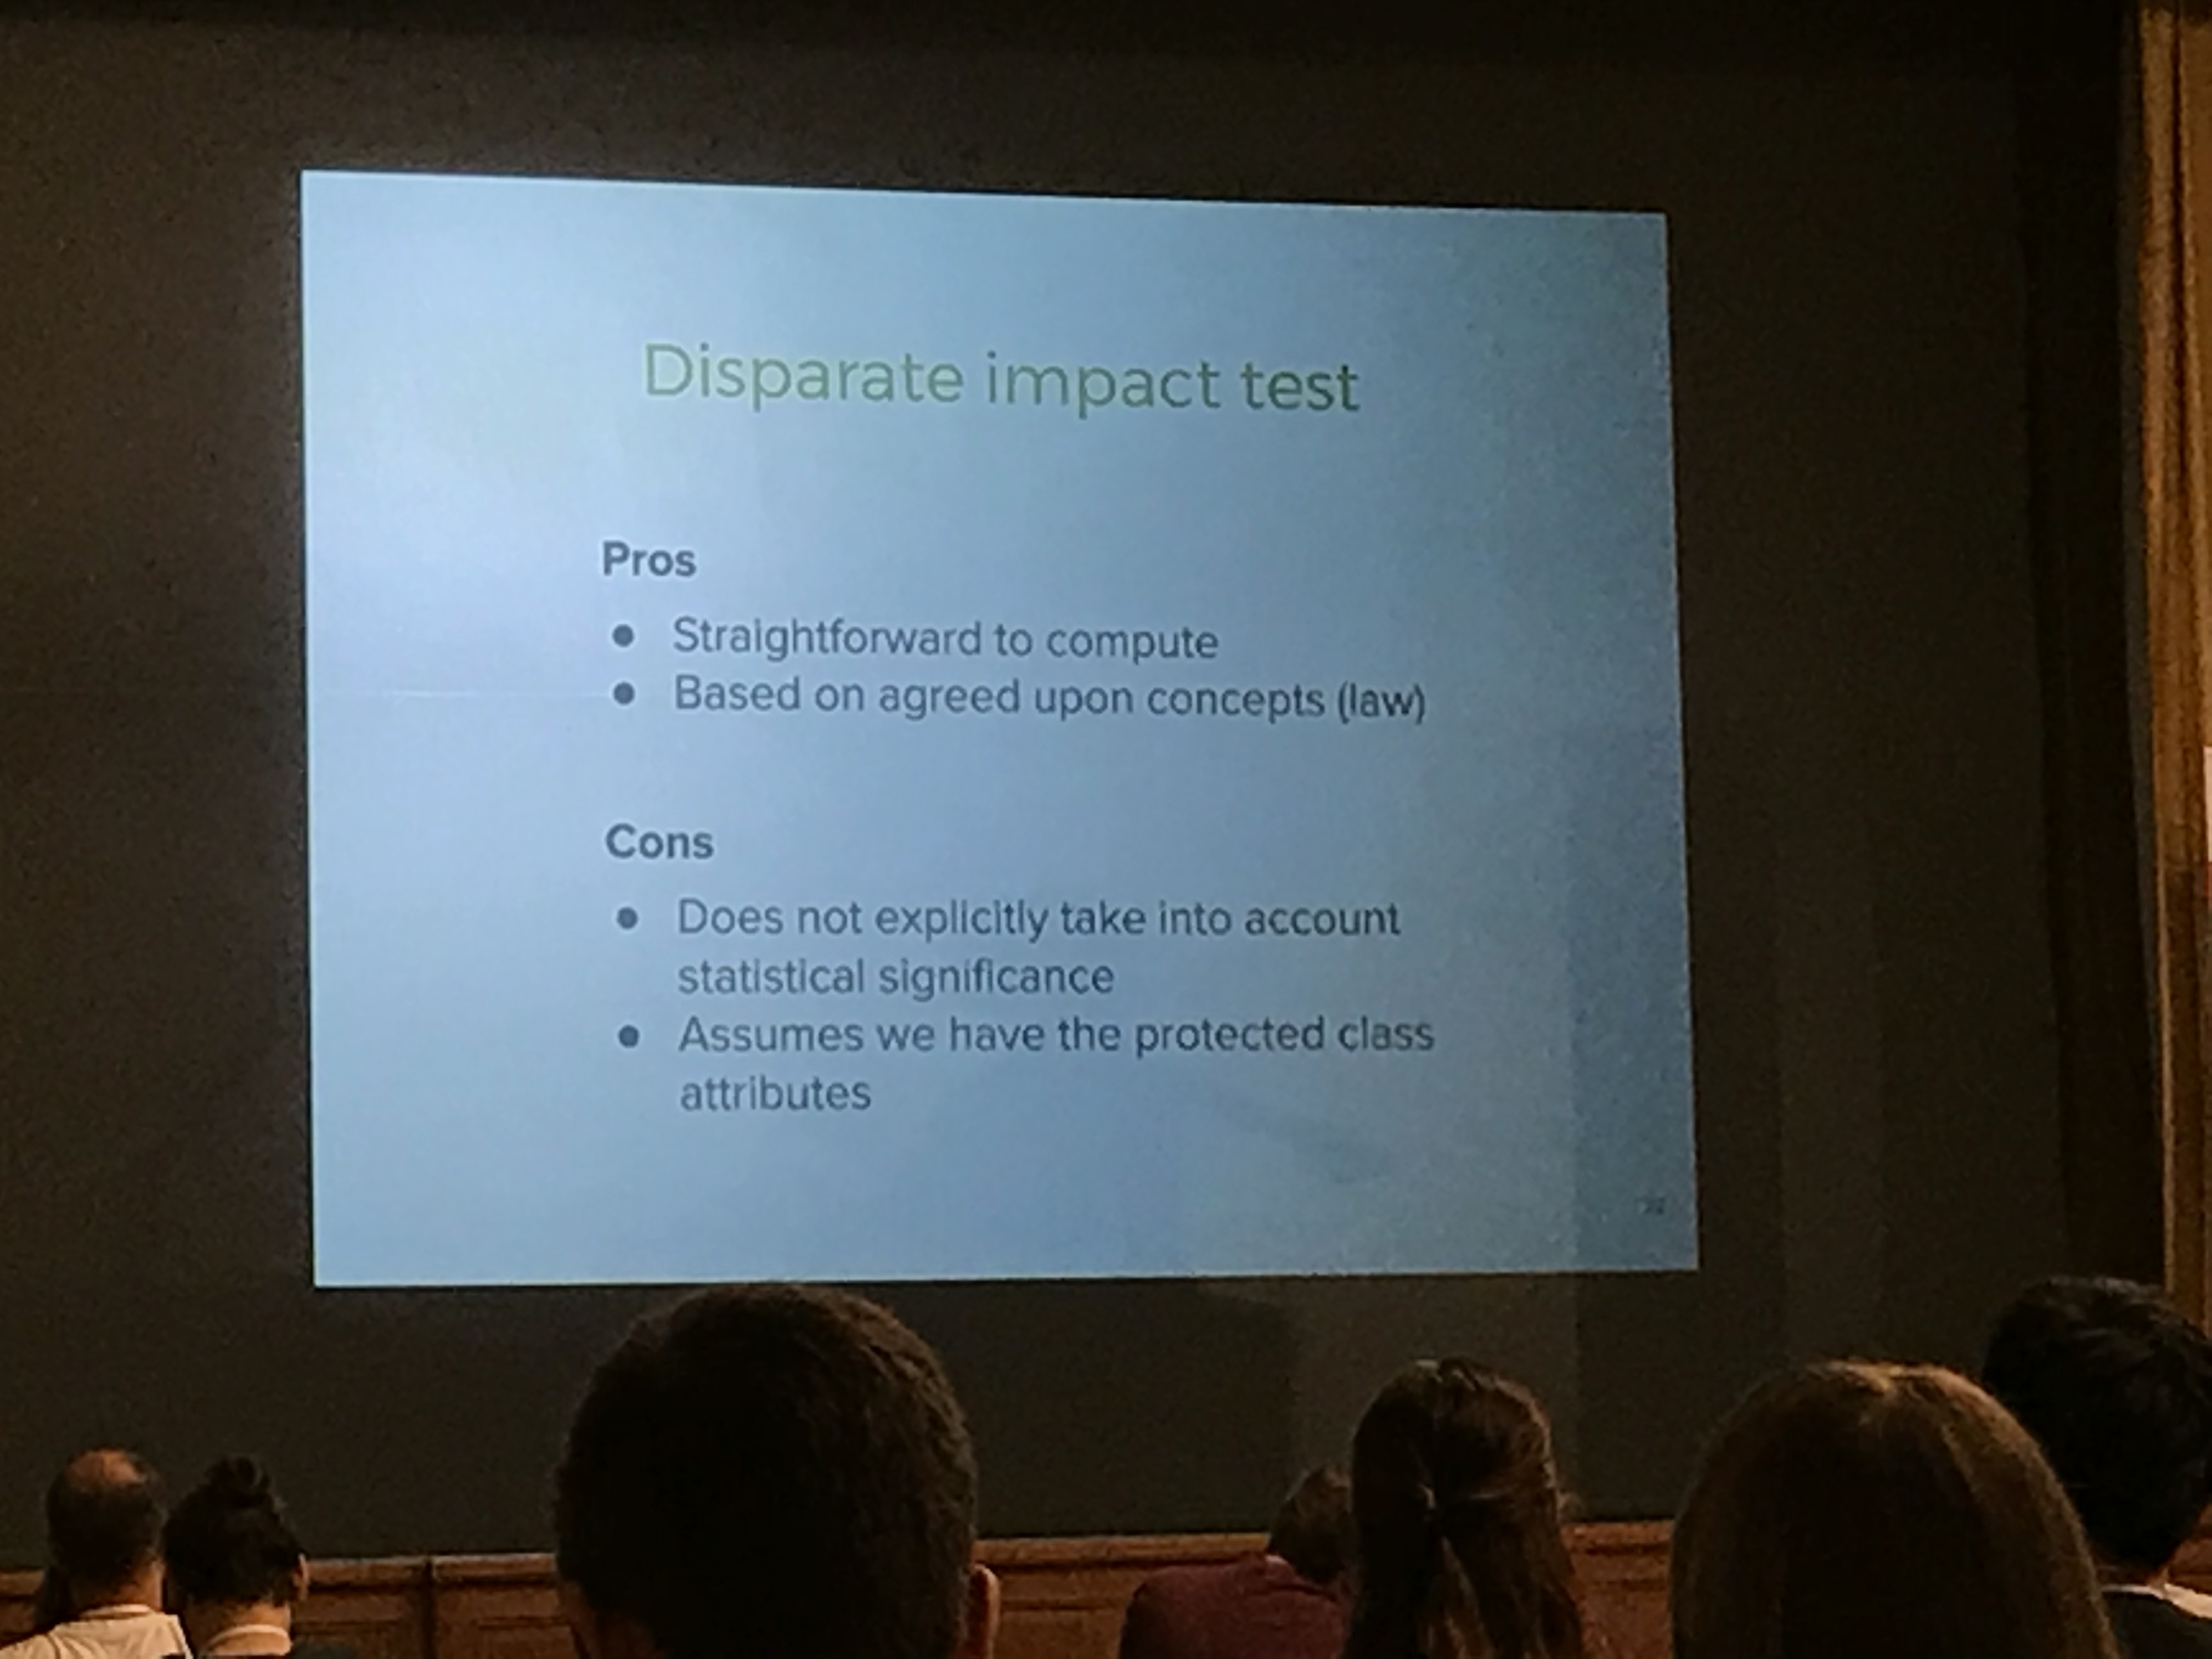 Disparate impact test
Pros
● Straightforward to compute
● Based on agreed upon concepts (law)
Cons
● Does not explicitly take into account
statistical significance
● Assumes we have the protected class
attributes